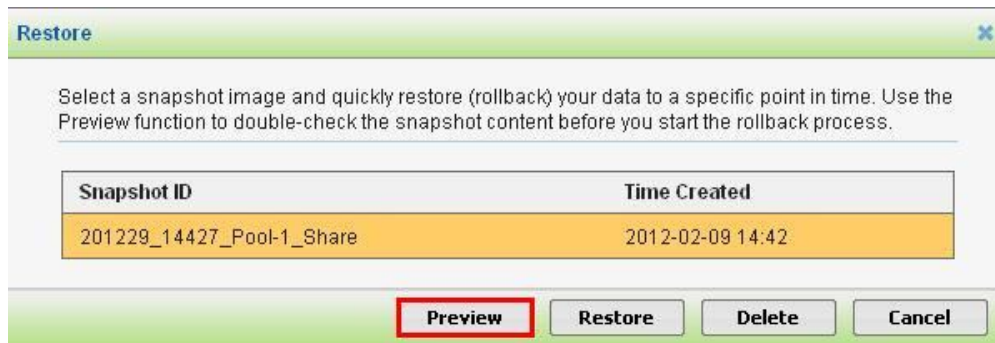 Restore
Select a snapshot image and quickly restore (rollback) your data to a specific point in time. Use the
Preview function to double-check the snapshot content before you start the rollback process.
Snapshot ID Time Created
201229_14427_Pool-1_Share 2012-02-09 14:42
Preview Restore Delete Cancel